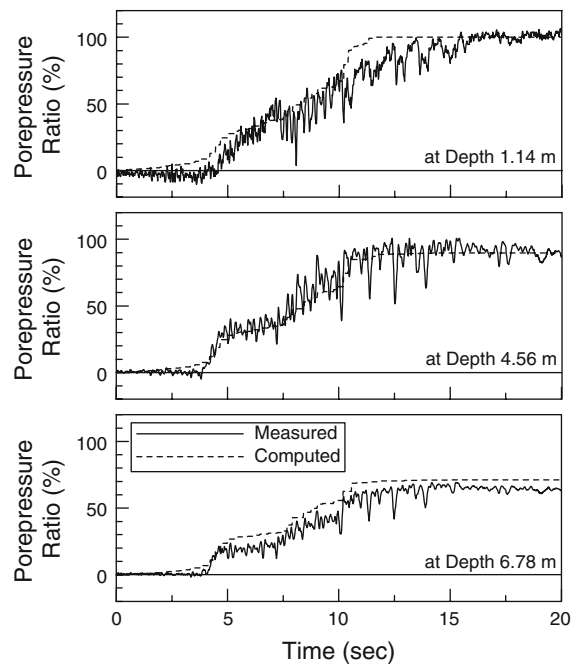 Porepressure
Ratio (%)
100
50
0
at Depth 1.14 m
Porepressure
Ratio (%)
100
50
0
at Depth 4.56 m
Porepressure
Ratio (%)
100
50
0
Measured
Computed
at Depth 6.78 m
0
5
10
15
20
Time (sec)